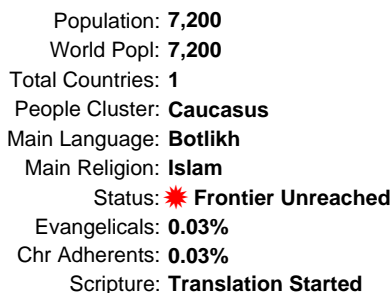 Population: 7,200
World Popl: 7,200
Total Countries: 1
People Cluster: Caucasus
Main Language: Botlikh
Main Religion: Islam
Status: Frontier Unreached
Evangelicals: 0.03%
Chr Adherents: 0.03%
Scripture: Translation Started